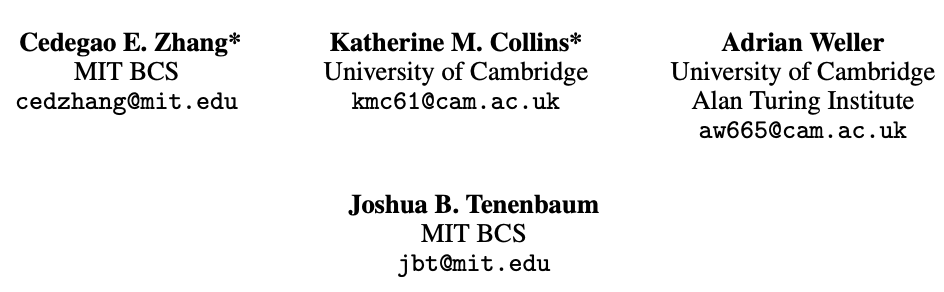 Cedegao E. Zhang*
MIT BCS
cedzhang@mit.edu
Katherine M. Collins*
University of Cambridge
kmc61@cam.ac.uk
Adrian Weller
University of Cambridge
Alan Turing Institute
aw665@cam.ac.uk
Joshua B. Tenenbaum
MIT BCS
jbt@mit.edu